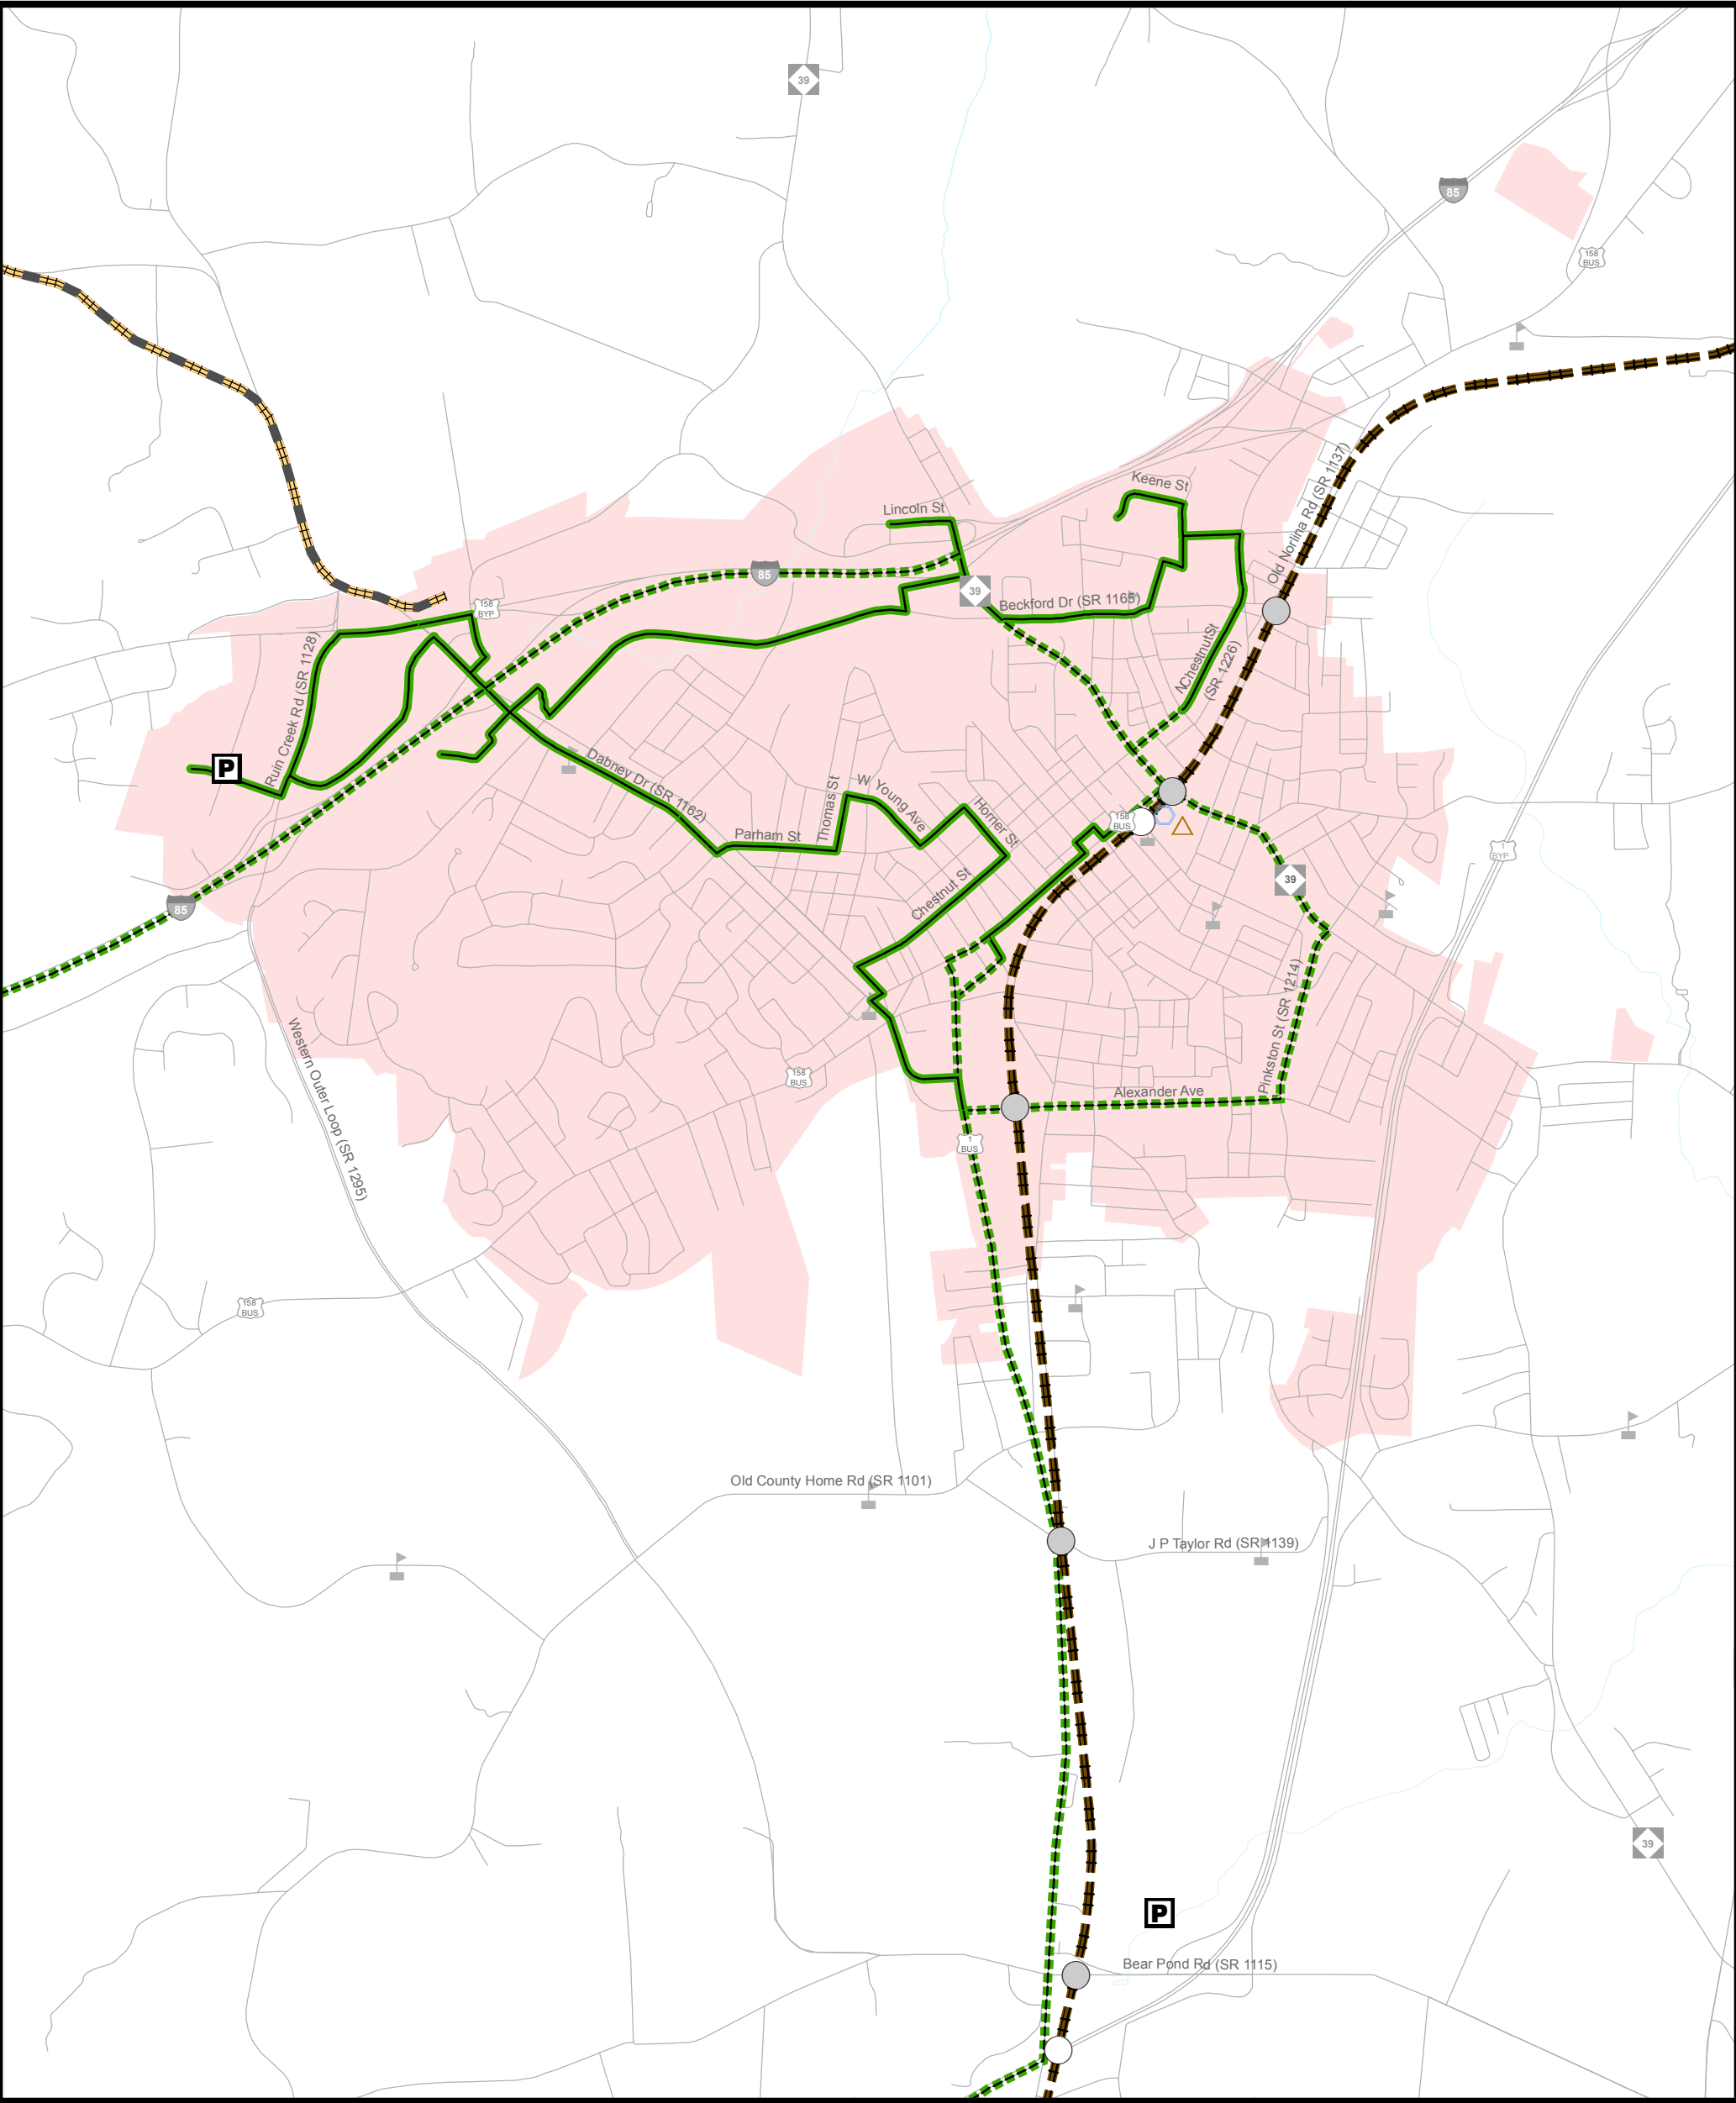 39
85
158
BUS
Keene St
Old Norlina Rd (SR 1137)
Lincoln St
85
39
158
BYP
Beckford Dr (SR 1165)
Ruin Creek Rd (SR 1128)
N Chestnut St
(SR 1226)
P
Dabney Dr (SR 1162)
Thomas St
W Young Ave
Horner St
Parham St
158
BUS
1
BYP
Chestnut St
39
85
Pinkston St (SR 1214)
Western Outer Loop (SR 1295)
158
BUS
Alexander Ave
1
BUS
158
BUS
Old County Home Rd (SR 1101)
J P Taylor Rd (SR 1139)
39
P
Bear Pond Rd (SR 1115)